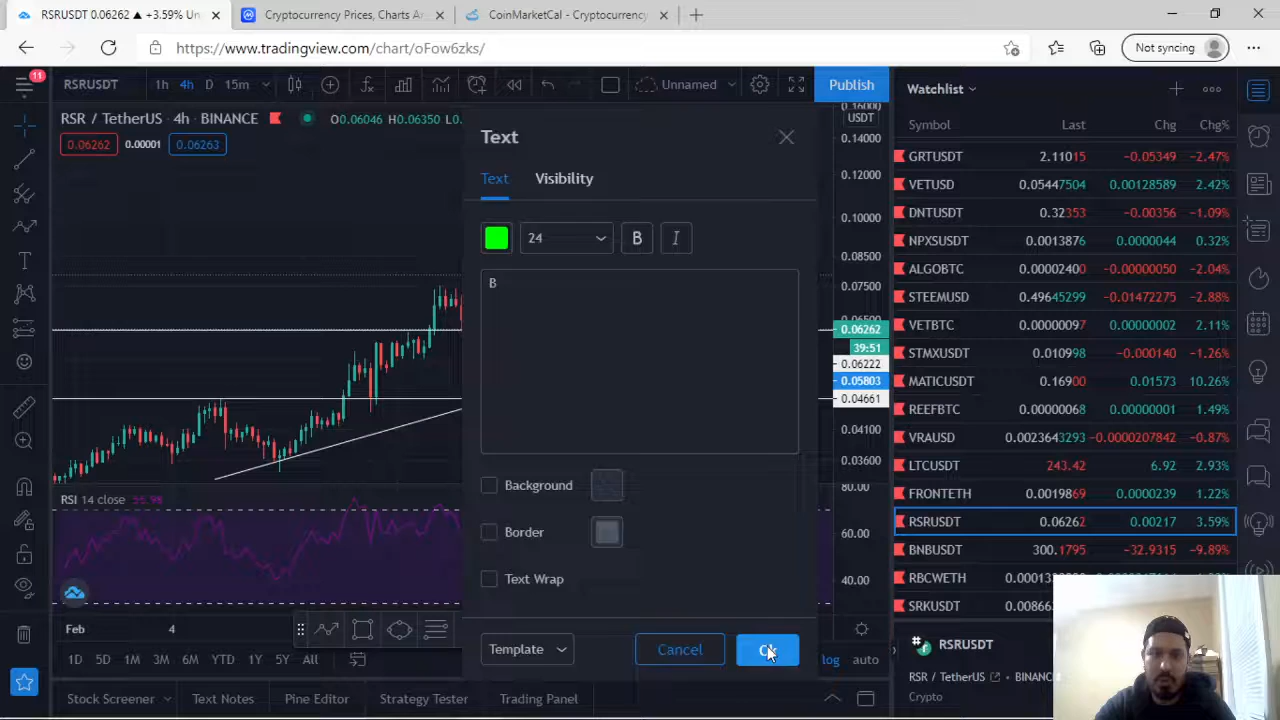 RSRUSDT 0.06262 ▲ +3.59% Un
Cryptocurrency Prices, Charts A
CoinMarketCal - Cryptocurrency
https://www.tradingview.com/chart/oFow6zks/
Not syncing
11
RSRUSDT
1h
4h
D
15m
Unnamed
Publish
RSR / TetherUS · 4h · BINANCE
O0.06046 H0.06350 L0.
0.06262
0.00001
0.06263
0.16000
USDT
0.14000
0.12000
0.10000
0.08500
0.07500
0.06500
0.06262
39:51
0.06222
0.05803
0.04661
0.04100
0.03600
80.00
60.00
40.00
RSI 14 close 55.98
Feb
4
1D 5D 1M 3M 6M YTD 1Y 5Y All
log
auto
Stock Screener
Text Notes
Pine Editor
Strategy Tester
Trading Panel
Text
Text
Visibility
24
B
I
B
Background
Border
Text Wrap
Template
Cancel
Ok
Watchlist
Symbol Last Chg Chg%
GRTUSDT 2.11015 -0.05349 -2.47%
VETUSD 0.05447504 0.00128589 2.42%
DNTUSDT 0.32353 -0.00356 -1.09%
NPXSUSDT 0.0013876 0.0000044 0.32%
ALGOBTC 0.00002400 -0.00000050 -2.04%
STEEMUSD 0.49645299 -0.01472275 -2.88%
VETBTC 0.00000097 0.00000002 2.11%
STMXUSDT 0.010998 -0.000140 -1.26%
MATICUSDT 0.16900 0.01573 10.26%
REEFBTC 0.00000068 0.00000001 1.49%
VRAUSD 0.0023643293 -0.0000207842 -0.87%
LTCUSDT 243.42 6.92 2.93%
FRONTETH 0.0019869 0.0000239 1.22%
RSRUSDT 0.06262 0.00217 3.59%
BNBUSDT 300.1795 -32.9315 -9.89%
RBCWETH
SRKUSDT
RSRUSDT
RSR / TetherUS
Crypto